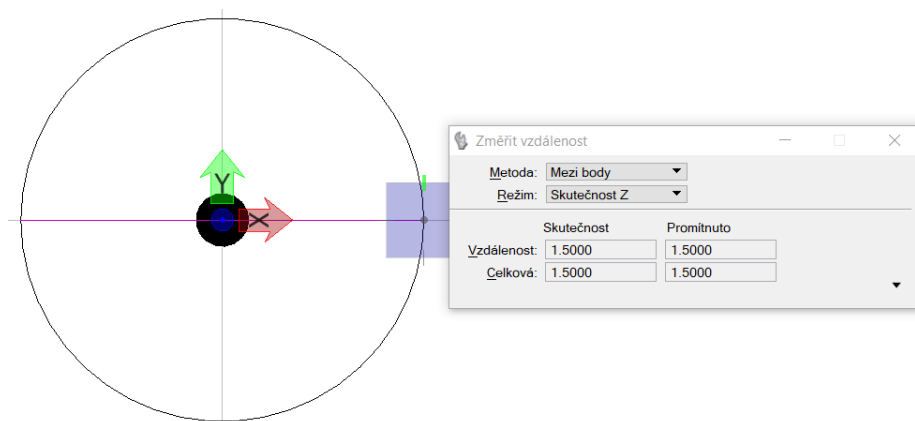 Y
X
Změřit vzdálenost
Metoda: Mezi body
Režim: Skutečnost Z
Skutečnost Promítnuto
Vzdálenost: 1.5000 1.5000
Celková: 1.5000 1.5000